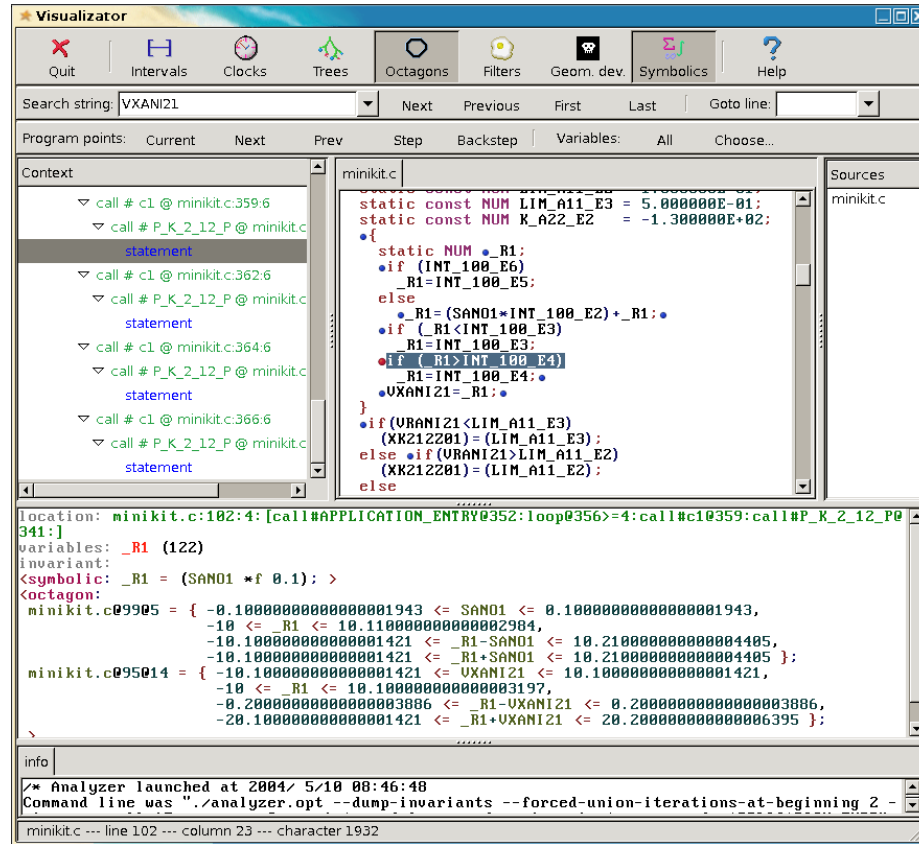 Visualizator
Quit Intervals Clocks Trees Octagons Filters Geom. dev. Symbolics Help
Search string: VXANI21 Next Previous First Last Goto line:
Program points: Current Next Prev Step Backstep Variables: All Choose...
Context
call # c1 @ minikit.c:359:6
call # P_K_2_12_P @ minikit.c
statement
call # c1 @ minikit.c:362:6
call # P_K_2_12_P @ minikit.c
statement
call # c1 @ minikit.c:364:6
call # P_K_2_12_P @ minikit.c
statement
call # c1 @ minikit.c:366:6
call # P_K_2_12_P @ minikit.c
statement
minikit.c
static const NUM LIM_A11_E3 = 5.000000E-01;
static const NUM K_A22_E2 = -1.300000E+02;
{
static NUM _R1;
if (INT_100_E6)
_R1=INT_100_E5;
else
_R1=(SANO1*INT_100_E2)+_R1;
if (_R1<INT_100_E3)
_R1=INT_100_E3;
if (_R1>INT_100_E4)
_R1=INT_100_E4;
VXANI21=_R1;
}
if(VRANI21<LIM_A11_E3)
(XK212Z01)=(LIM_A11_E3);
else if(VRANI21>LIM_A11_E2)
(XK212Z01)=(LIM_A11_E2);
else
Sources
minikit.c
location: minikit.c:102:4:[call#APPLICATION_ENTRY@352:loop@356>=4:call#c1@359:call#P_K_2_12_P@
341:]
variables: _R1 (122)
invariant:
<symbolic: _R1 = (SANO1 *f 0.1); >
<octagon:
minikit.c@99@5 = { -0.10000000000000001943 <= SANO1 <= 0.10000000000000001943,
-10 <= _R1 <= 10.110000000000002984,
-10.100000000000001421 <= _R1-SANO1 <= 10.210000000000004405,
-10.100000000000001421 <= _R1+SANO1 <= 10.210000000000004405 };
minikit.c@95@14 = { -10.100000000000001421 <= VXANI21 <= 10.100000000000001421,
-10 <= _R1 <= 10.100000000000003197,
-0.20000000000000003886 <= _R1-VXANI21 <= 0.20000000000000003886,
-20.100000000000001421 <= _R1+VXANI21 <= 20.200000000000006395 };
>
info
/* Analyzer launched at 2004/ 5/10 08:46:48
Command line was "./analyzer.opt --dump-invariants --forced-union-iterations-at-beginning 2 -
minikit.c --- line 102 --- column 23 --- character 1932